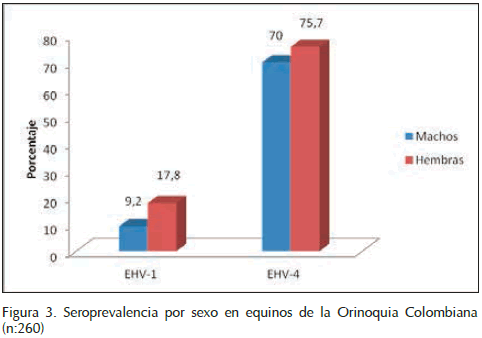 80
70
60
50
40
30
20
10
0
Porcentaje
9,2
17,8
70
75,7
EHV-1
EHV-4
Machos
Hembras
Figura 3. Seroprevalencia por sexo en equinos de la Orinoquia Colombiana
(n:260)